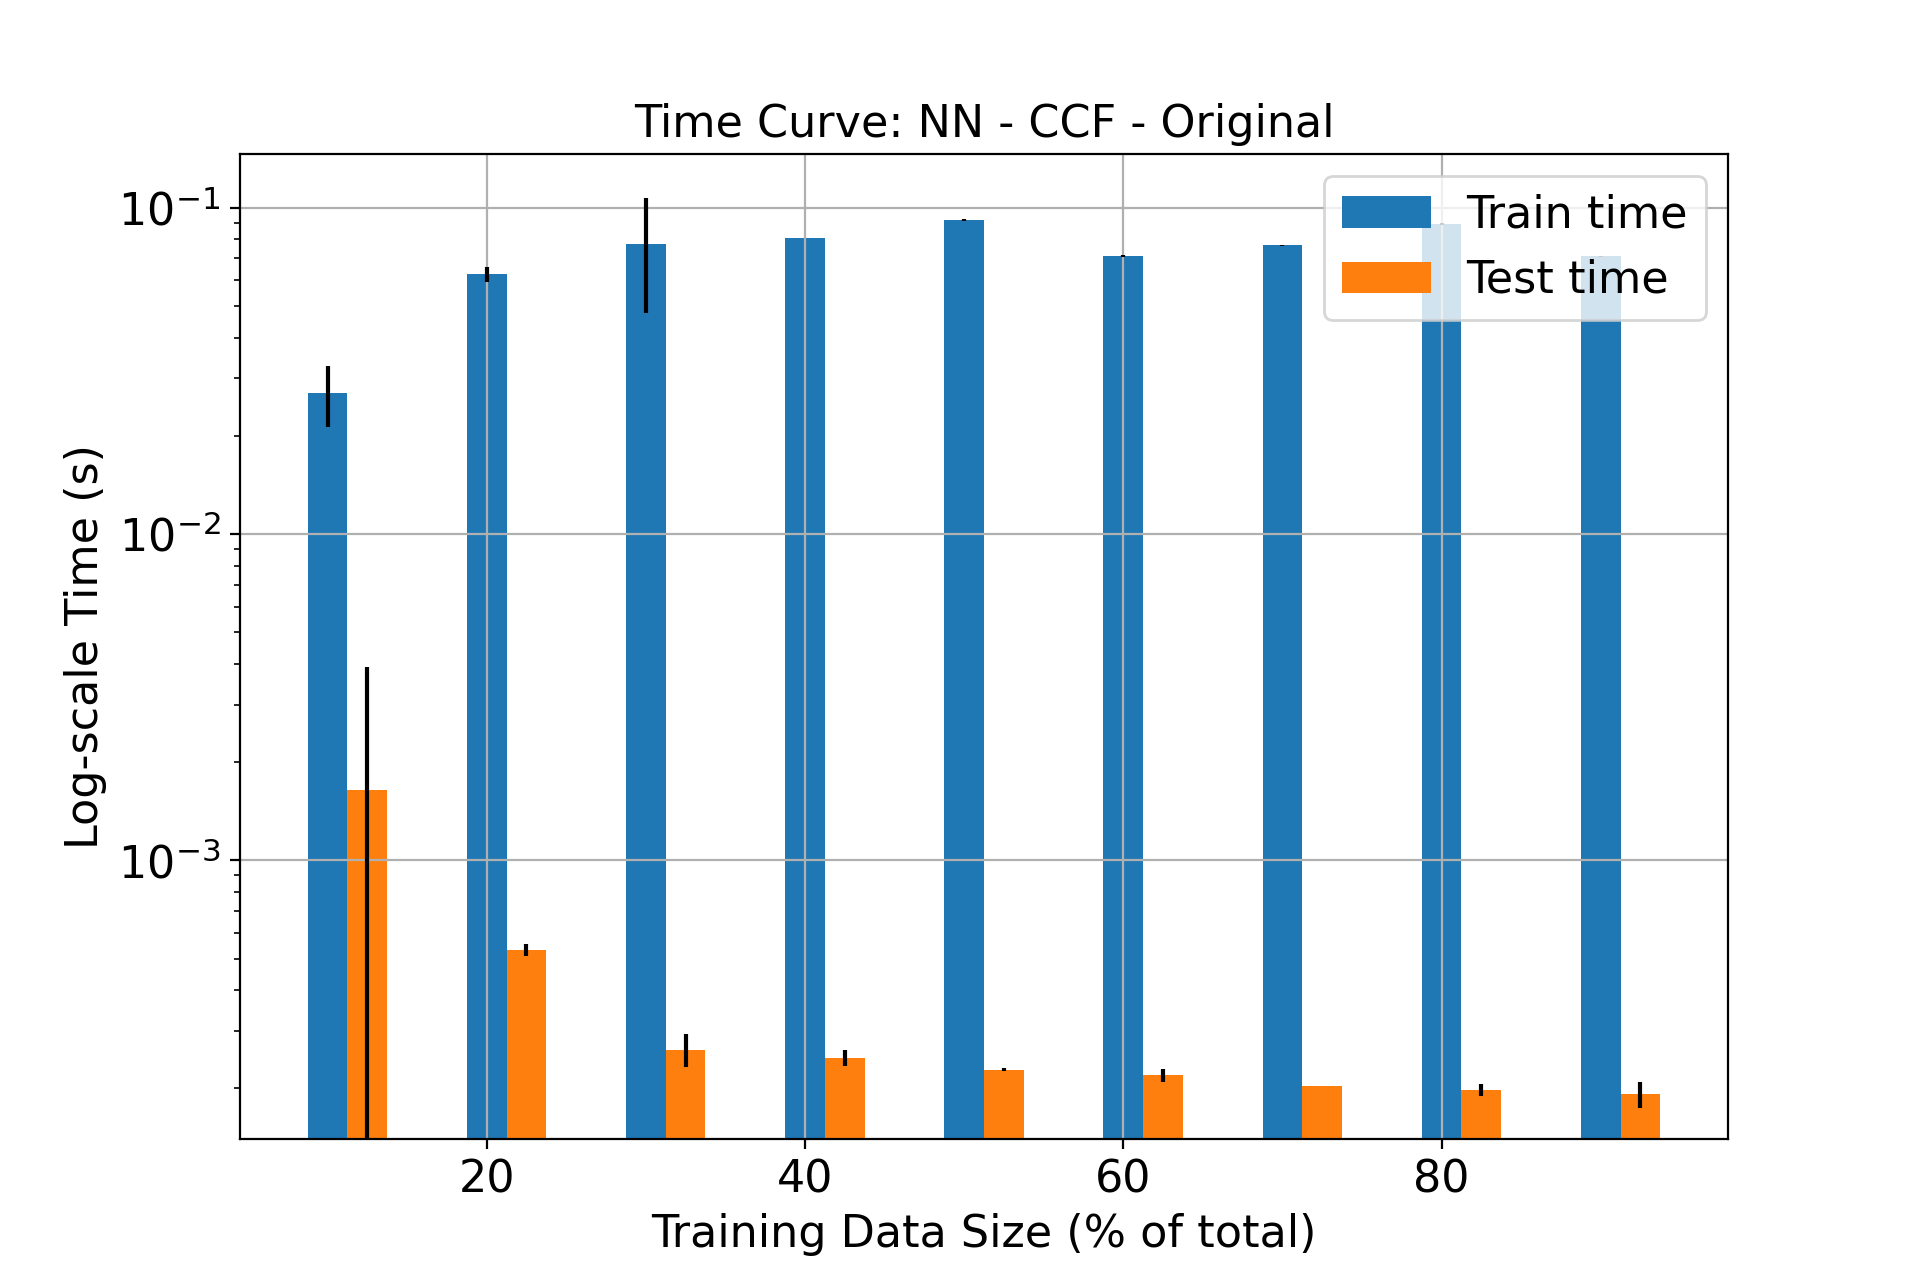 Time Curve: NN - CCF - Original
Train time
Test time
10⁻¹
10⁻²
10⁻³
Log-scale Time (s)
20 40 60 80
Training Data Size (% of total)